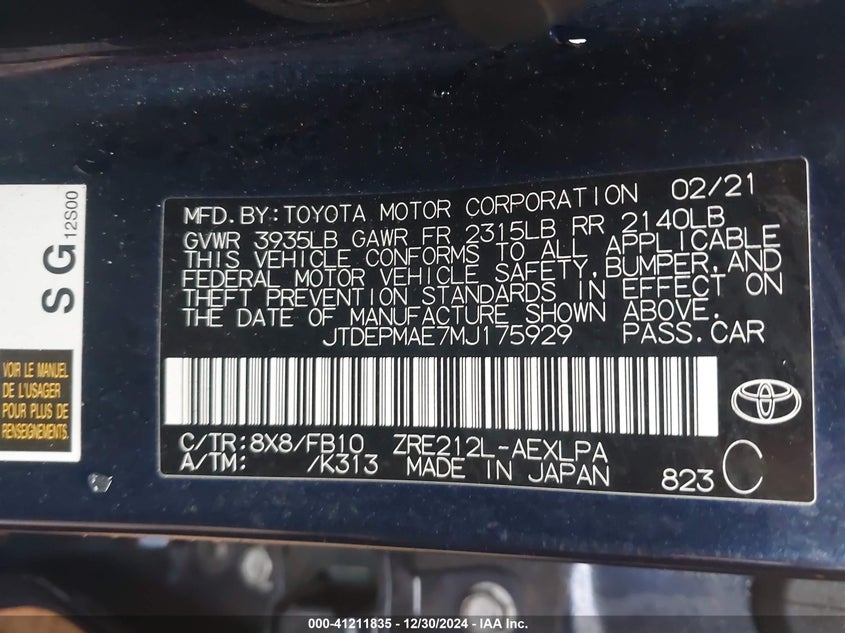 SG
12S00
VOIR LE MANUEL
DE L'USAGER
POUR PLUS DE
RENSEIGNEMENTS.
MFD. BY: TOYOTA MOTOR CORPORATION 02/21
GVWR 3935LB GAWR FR 2315LB RR 2140LB
THIS VEHICLE CONFORMS TO ALL APPLICABLE
FEDERAL MOTOR VEHICLE SAFETY, BUMPER, AND
THEFT PREVENTION STANDARDS IN EFFECT ON
THE DATE OF MANUFACTURE SHOWN ABOVE.
JTDEPMAE7MJ175929 PASS.CAR
C/TR: 8X8/FB10 ZRE212L-AEXLPA
A/TM: /K313 MADE IN JAPAN 823 C
000-41211835 - 12/30/2024 - IAA Inc.